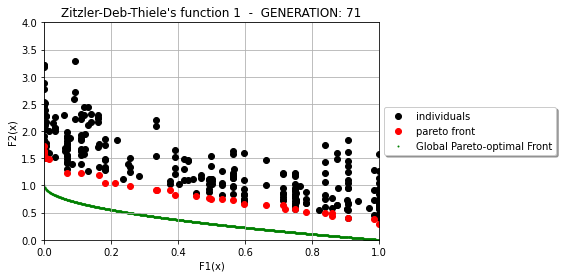 Zitzler-Deb-Thiele's function 1 - GENERATION: 71
4.0
3.5
3.0
2.5
2.0
1.5
1.0
0.5
0.0
F2(x)
0.0 0.2 0.4 0.6 0.8 1.0
F1(x)
individuals
pareto front
Global Pareto-optimal Front